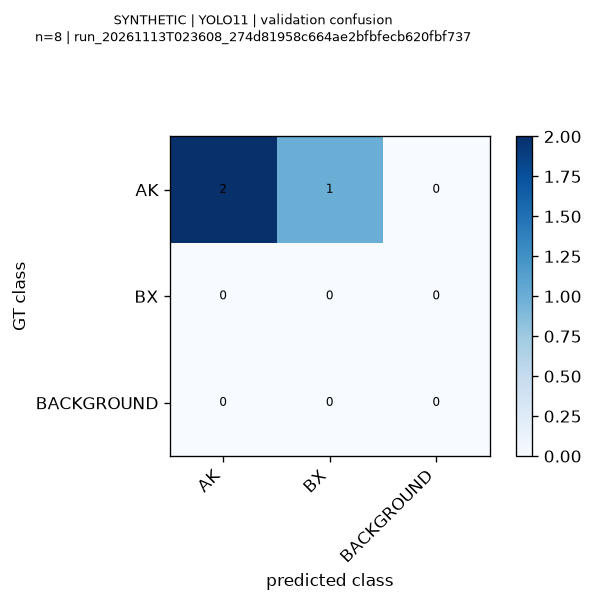 SYNTHETIC | YOLO11 | validation confusion
n=8 | run_20261113T023608_274d81958c664ae2bfbfecb620fbf737
AK 2 1 0
BX 0 0 0
BACKGROUND 0 0 0
AK BX BACKGROUND
predicted class
GT class
2.00
1.75
1.50
1.25
1.00
0.75
0.50
0.25
0.00